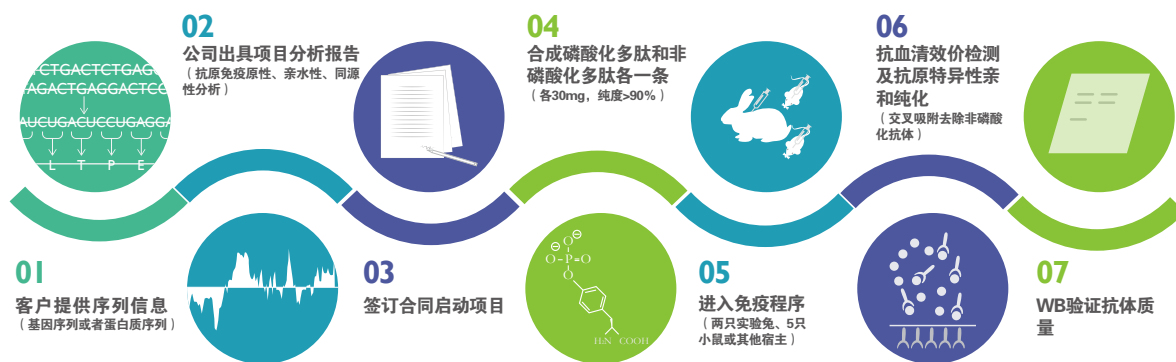 CTGACTCTGAG
AGACTGAGGACTCC
AUCUGACUCCUGAGGA
L T P E
01
客户提供序列信息
（基因序列或者蛋白质序列）
02
公司出具项目分析报告
（抗原免疫原性、亲水性、同源
性分析）
03
签订合同启动项目
04
合成磷酸化多肽和非
磷酸化多肽各一条
（各30mg，纯度>90%）
O
O-P=O
O
H₂N COOH
05
进入免疫程序
（两只实验兔、5只
小鼠或其他宿主）
06
抗血清效价检测
及抗原特异性亲
和纯化
（交叉吸附去除非磷酸
化抗体）
07
WB验证抗体质
量